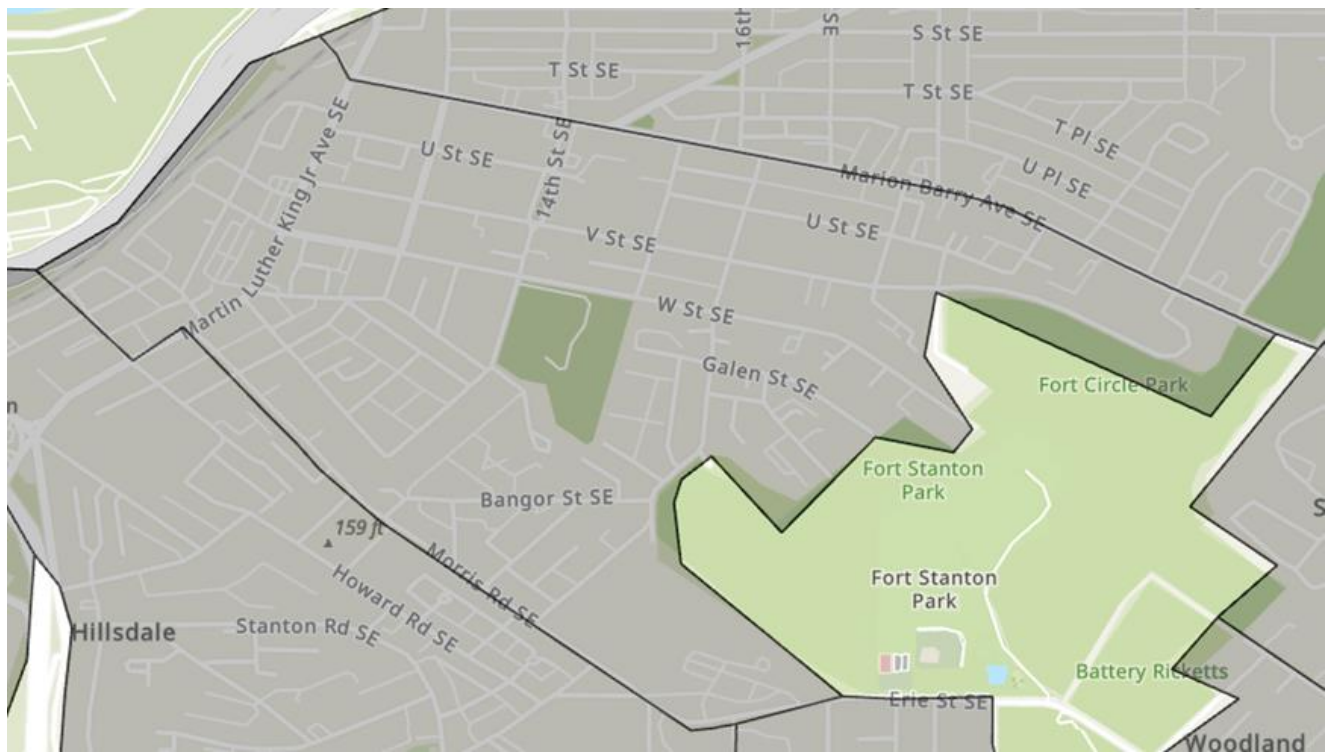 16th
SE
S St SE
T St SE
T St SE
T Pl SE
U Pl SE
Martin Luther King Jr Ave SE
U St SE
14th St SE
Marion Barry Ave SE
V St SE
U St SE
W St SE
Galen St SE
Fort Circle Park
n
Fort Stanton
Park
Bangor St SE
S
159 ft
Morris Rd SE
Howard Rd SE
Fort Stanton
Park
Hillsdale
Stanton Rd SE
Battery Ricketts
Erie St SE
Woodland